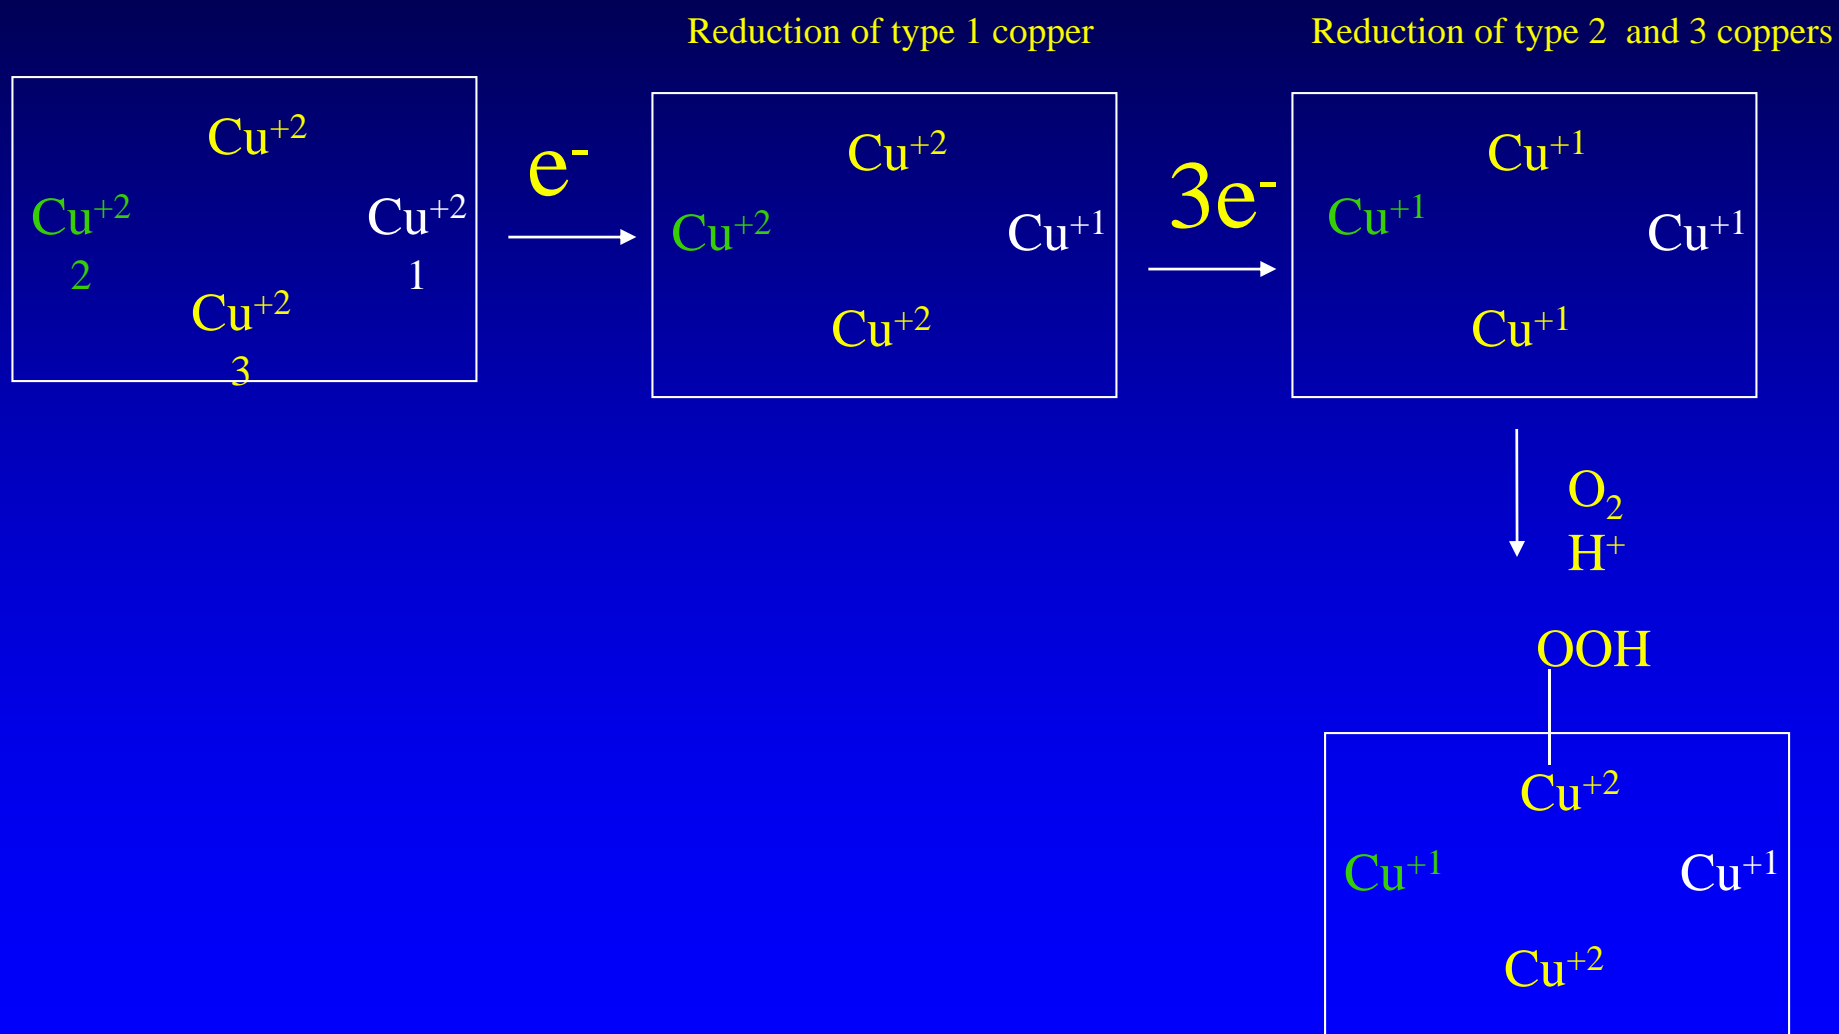 Reduction of type 1 copper
Reduction of type 2 and 3 coppers
Cu+2
Cu+2
2
Cu+2
1
Cu+2
3
e-
Cu+2
Cu+2
Cu+1
Cu+2
3e-
Cu+1
Cu+1
Cu+1
Cu+1
O2
H+
OOH
Cu+2
Cu+1
Cu+1
Cu+2